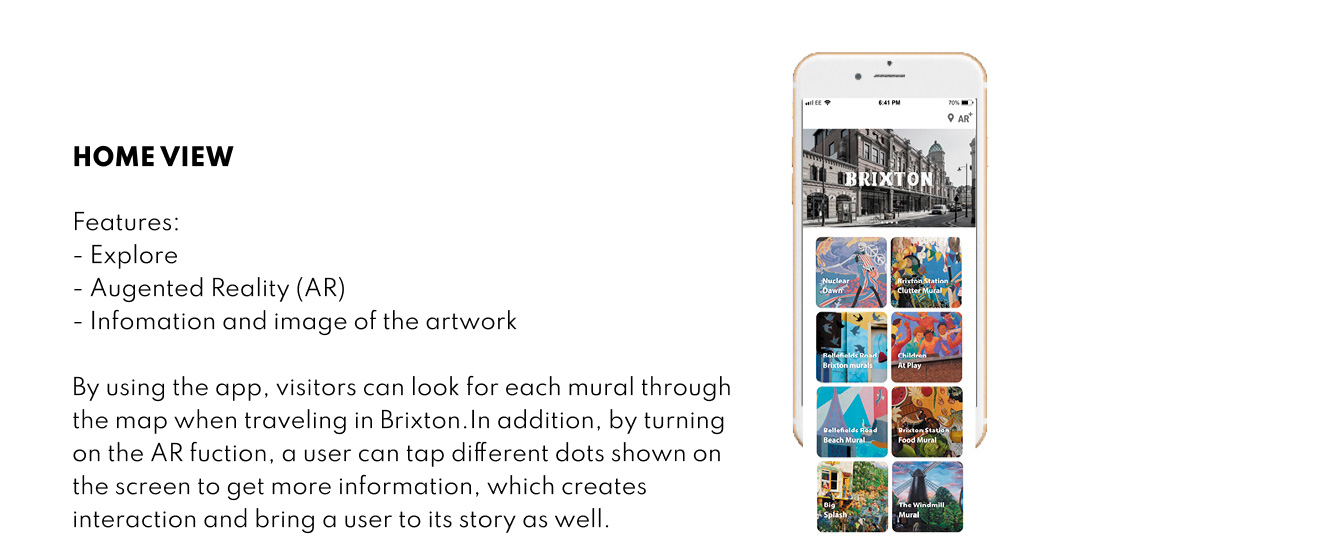 HOME VIEW
Features:
- Explore
- Augented Reality (AR)
- Infomation and image of the artwork
By using the app, visitors can look for each mural through
the map when traveling in Brixton.In addition, by turning
on the AR fuction, a user can tap different dots shown on
the screen to get more information, which creates
interaction and bring a user to its story as well.
EE 6:41 PM 70%
AR+
BRIXTON
Nuclear
Dawn
Brixton Station
Clutter Mural
Bellefields Road
Brixton murals
Children
At Play
Bellefields Road
Beach Mural
Brixton Station
Food Mural
Big
Splash
The Windmill
Mural